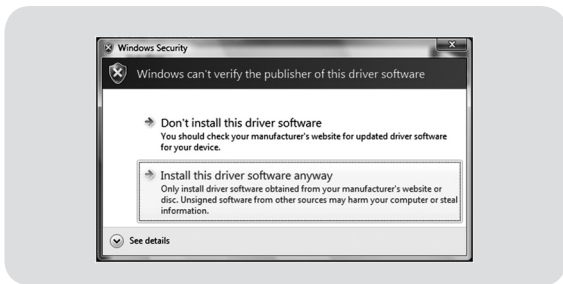 Windows Security
Windows can't verify the publisher of this driver software
Don't install this driver software
You should check your manufacturer's website for updated driver software
for your device.
Install this driver software anyway
Only install driver software obtained from your manufacturer's website or
disc. Unsigned software from other sources may harm your computer or steal
information.
See details